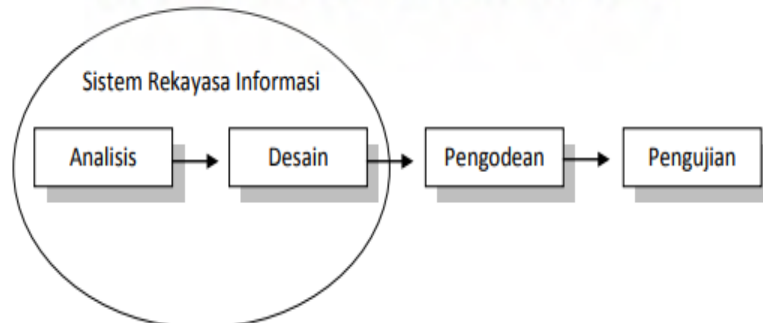 Sistem Rekayasa Informasi
Analisis
Desain
Pengodean
Pengujian